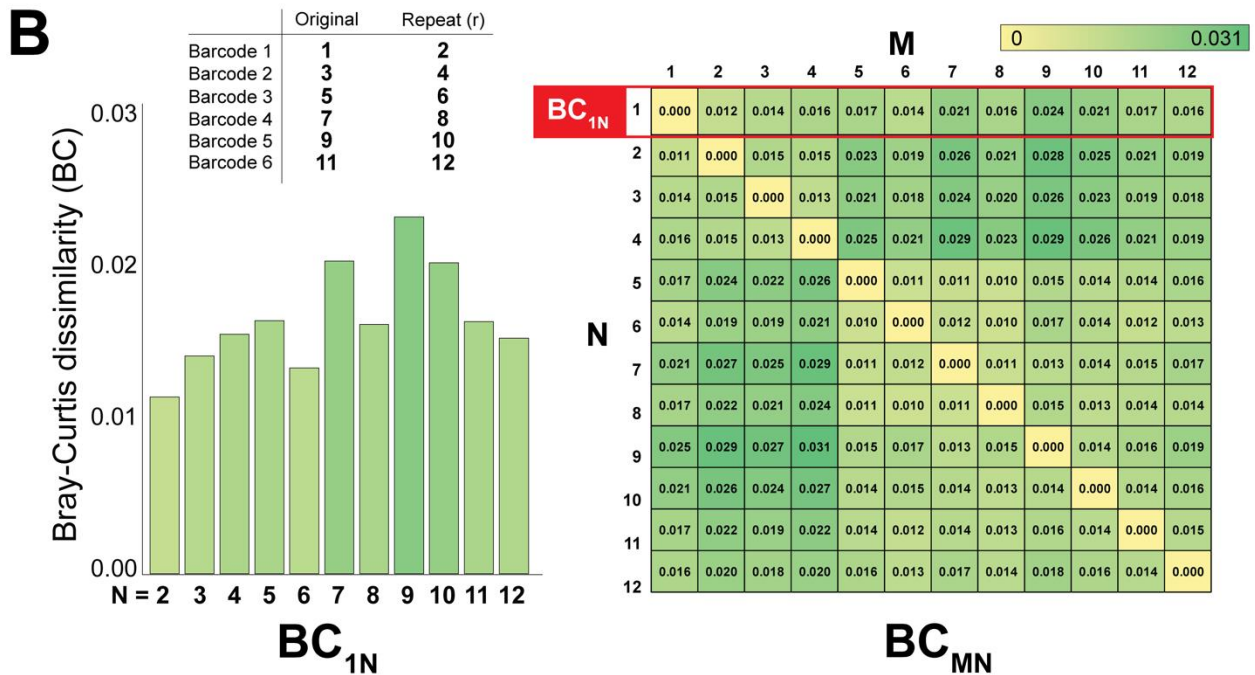 B
Original Repeat (r)
Barcode 1 1 2
Barcode 2 3 4
Barcode 3 5 6
Barcode 4 7 8
Barcode 5 9 10
Barcode 6 11 12
Bray-Curtis dissimilarity (BC)
0.03
0.02
0.01
0.00
N = 2 3 4 5 6 7 8 9 10 11 12
BC1N
0 0.031
M
1 2 3 4 5 6 7 8 9 10 11 12
BC1N 1 0.000 0.012 0.014 0.016 0.017 0.014 0.021 0.016 0.024 0.021 0.017 0.016
2 0.011 0.000 0.015 0.015 0.023 0.019 0.026 0.021 0.028 0.025 0.021 0.019
3 0.014 0.015 0.000 0.013 0.021 0.018 0.024 0.020 0.026 0.023 0.019 0.018
4 0.016 0.015 0.013 0.000 0.025 0.021 0.029 0.023 0.029 0.026 0.021 0.019
5 0.017 0.024 0.022 0.026 0.000 0.011 0.011 0.010 0.015 0.014 0.014 0.016
N
6 0.014 0.019 0.019 0.021 0.010 0.000 0.012 0.010 0.017 0.014 0.012 0.013
7 0.021 0.027 0.025 0.029 0.011 0.012 0.000 0.011 0.013 0.014 0.015 0.017
8 0.017 0.022 0.021 0.024 0.011 0.010 0.011 0.000 0.015 0.013 0.014 0.014
9 0.025 0.029 0.027 0.031 0.015 0.017 0.013 0.015 0.000 0.014 0.016 0.019
10 0.021 0.026 0.024 0.027 0.014 0.015 0.014 0.013 0.014 0.000 0.014 0.016
11 0.017 0.022 0.019 0.022 0.014 0.012 0.014 0.013 0.016 0.014 0.000 0.015
12 0.016 0.020 0.018 0.020 0.016 0.013 0.017 0.014 0.018 0.016 0.014 0.000
BCMN